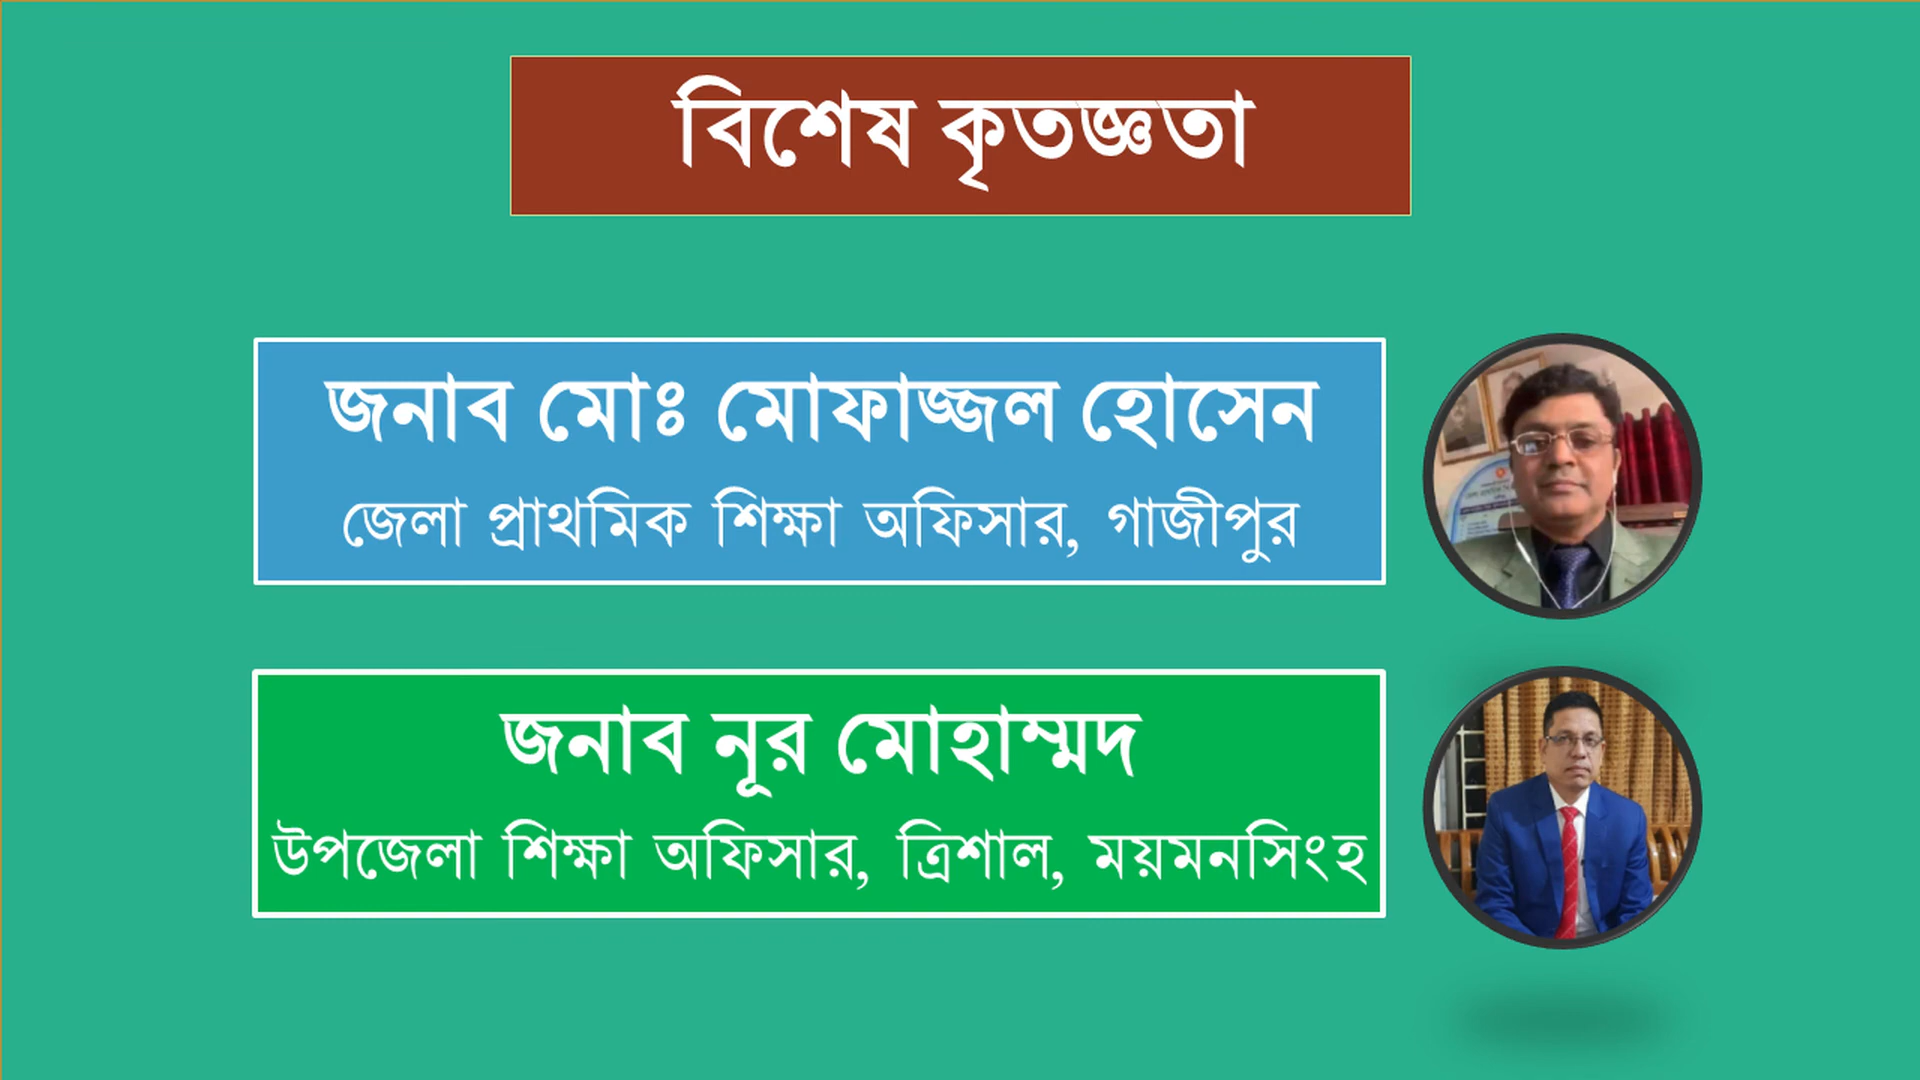 বিশেষ কৃতজ্ঞতা
জনাব মোঃ মোফাজ্জল হোসেন
জেলা প্রাথমিক শিক্ষা অফিসার, গাজীপুর
জনাব নূর মোহাম্মদ
উপজেলা শিক্ষা অফিসার, ত্রিশাল, ময়মনসিংহ